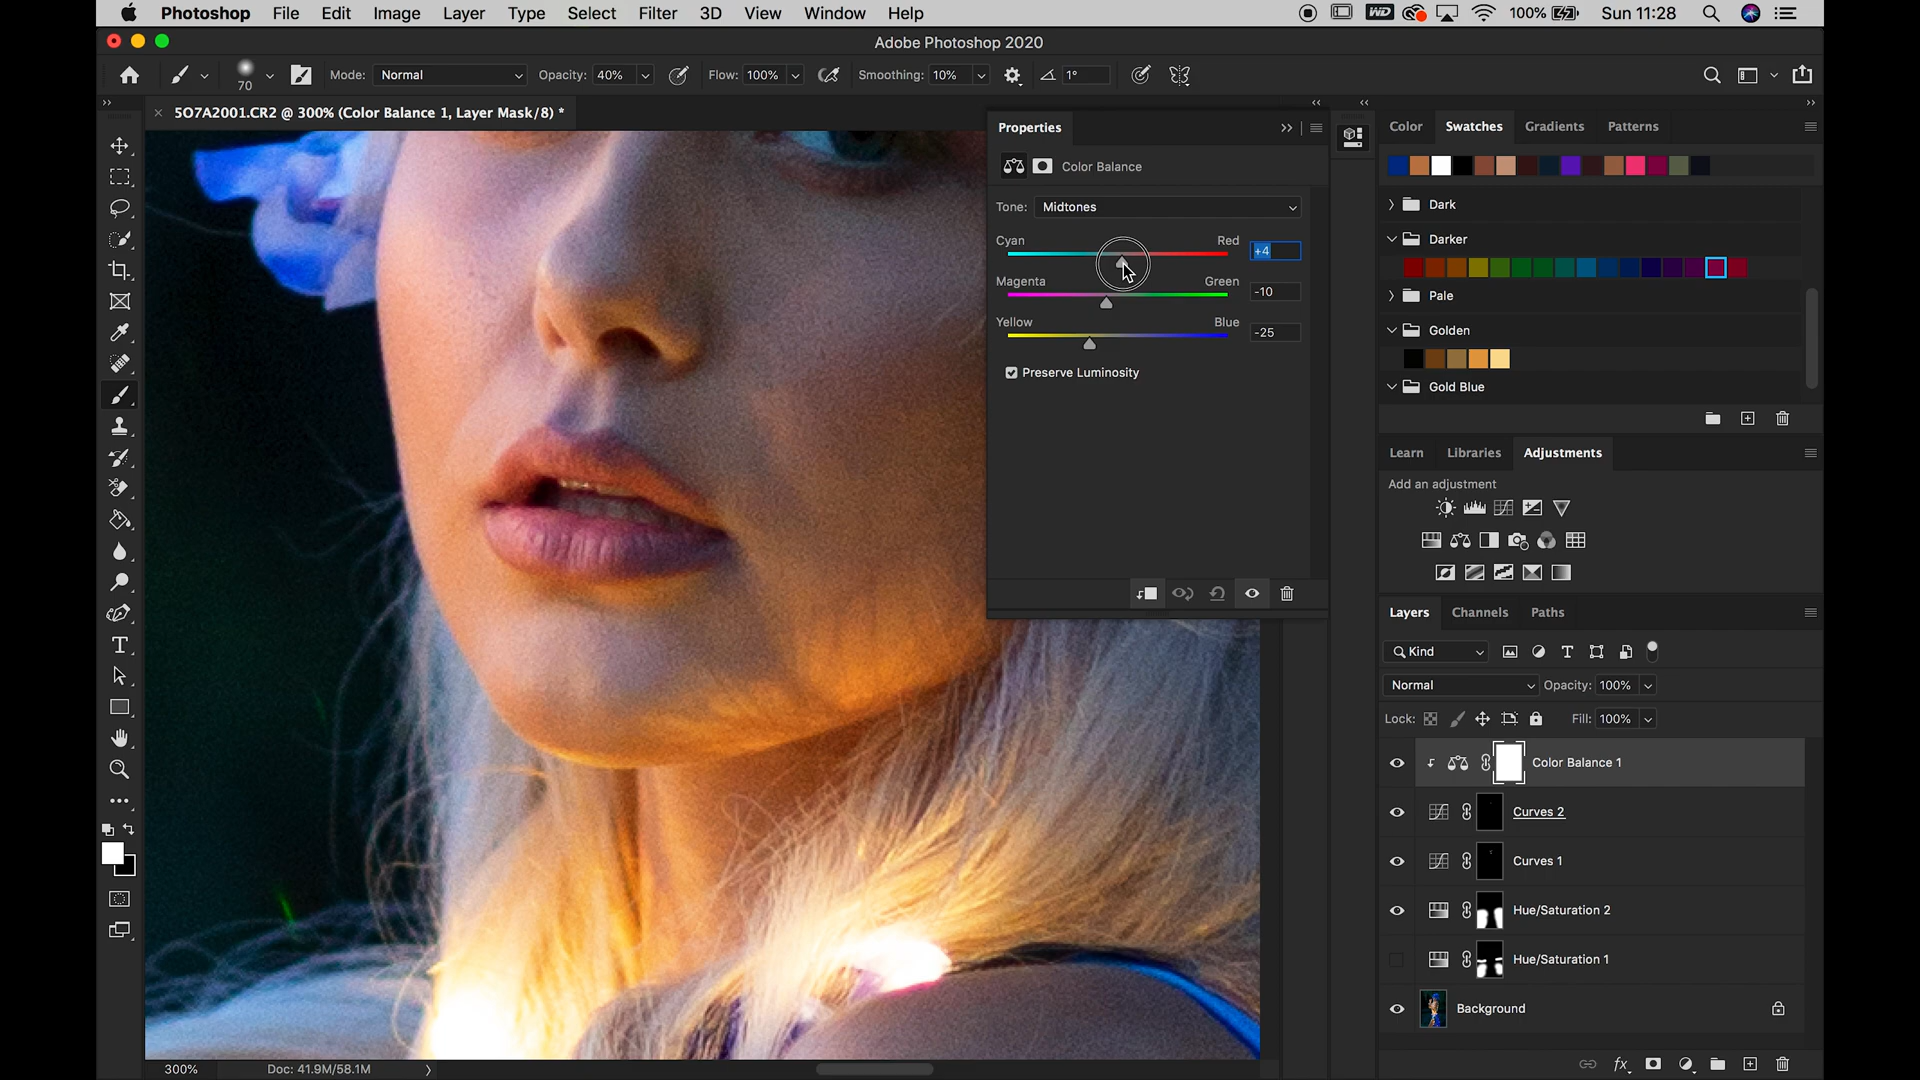 Photoshop File Edit Image Layer Type Select Filter 3D View Window Help 100% Sun 11:28
Adobe Photoshop 2020
70 Mode: Normal Opacity: 40% Flow: 100% Smoothing: 10% 1°
5O7A2001.CR2 @ 300% (Color Balance 1, Layer Mask/8) *
Properties
Color Balance
Tone: Midtones
Cyan Red +4
Magenta Green -10
Yellow Blue -25
Preserve Luminosity
Color Swatches Gradients Patterns
Dark
Darker
Pale
Golden
Gold Blue
Learn Libraries Adjustments
Add an adjustment
Layers Channels Paths
Kind
Normal Opacity: 100%
Lock: Fill: 100%
Color Balance 1
Curves 2
Curves 1
Hue/Saturation 2
Hue/Saturation 1
Background
300% Doc: 41.9M/58.1M